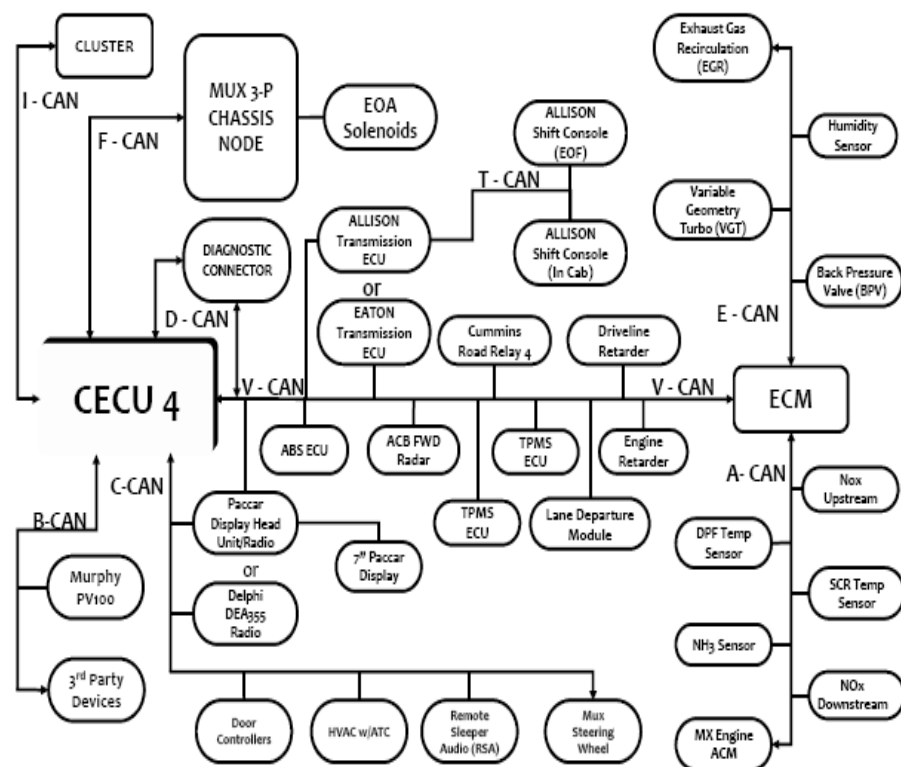 CLUSTER
I - CAN
MUX 3-P
CHASSIS
NODE
EOA
Solenoids
F - CAN
ALLISON
Shift Console
(EOF)
T - CAN
ALLISON
Shift Console
(In Cab)
Exhaust Gas
Recirculation
(EGR)
Humidity
Sensor
Variable
Geometry
Turbo (VGT)
Back Pressure
Valve (BPV)
E - CAN
DIAGNOSTIC
CONNECTOR
D - CAN
ALLISON
Transmission
ECU
or
EATON
Transmission
ECU
Cummins
Road Relay 4
Driveline
Retarder
CECU 4
V - CAN
V - CAN
ECM
ABS ECU
ACB FWD
Radar
TPMS
ECU
Engine
Retarder
TPMS
ECU
Lane Departure
Module
A- CAN
Nox
Upstream
DPF Temp
Sensor
SCR Temp
Sensor
NH3 Sensor
NOx
Downstream
MX Engine
ACM
C-CAN
B-CAN
Paccar
Display Head
Unit/Radio
7" Paccar
Display
or
Delphi
DEA355
Radio
Murphy
PV100
3rd Party
Devices
Door
Controllers
HVAC w/ATC
Remote
Sleeper
Audio (RSA)
Mux
Steering
Wheel